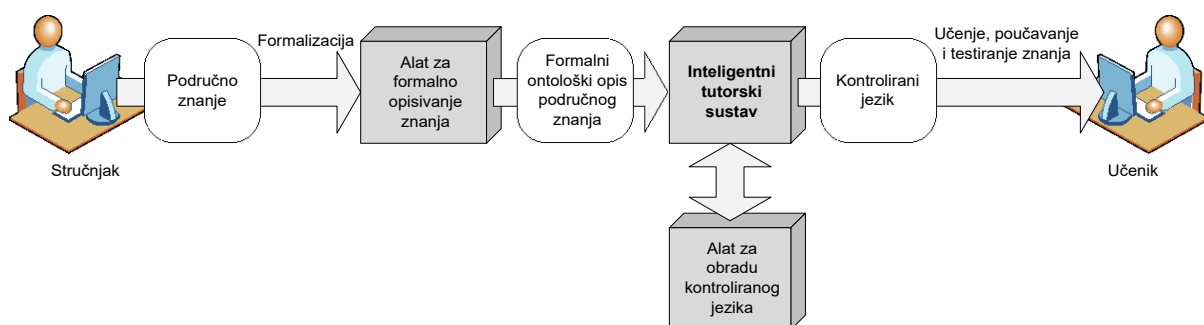 Stručnjak
Područno
znanje
Formalizacija
Alat za
formalno
opisivanje
znanja
Formalni
ontološki opis
područnog
znanja
Inteligentni
tutorski
sustav
Alat za
obradu
kontroliranog
jezika
Kontrolirani
jezik
Učenje, poučavanje
i testiranje znanja
Učenik